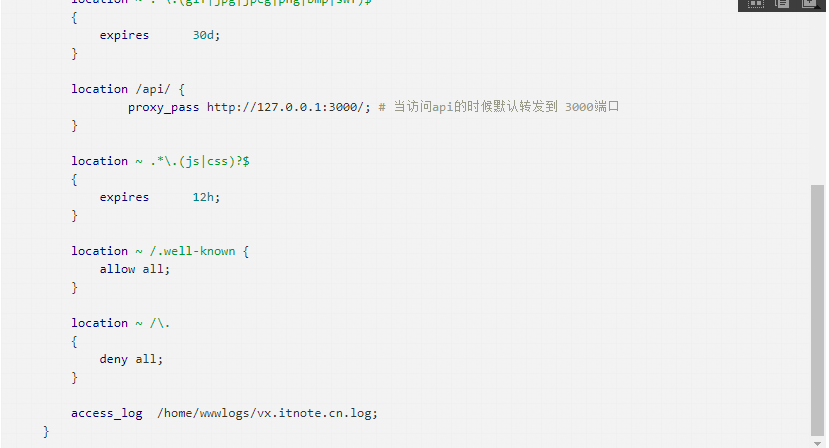 location ~ .*\.(gif|jpg|jpeg|png|bmp|swf)$
{
expires 30d;
}
location /api/ {
proxy_pass http://127.0.0.1:3000/; # 当访问api的时候默认转发到 3000端口
}
location ~ .*\.(js|css)?$
{
expires 12h;
}
location ~ /.well-known {
allow all;
}
location ~ /\.
{
deny all;
}
access_log /home/wwwlogs/vx.itnote.cn.log;
}